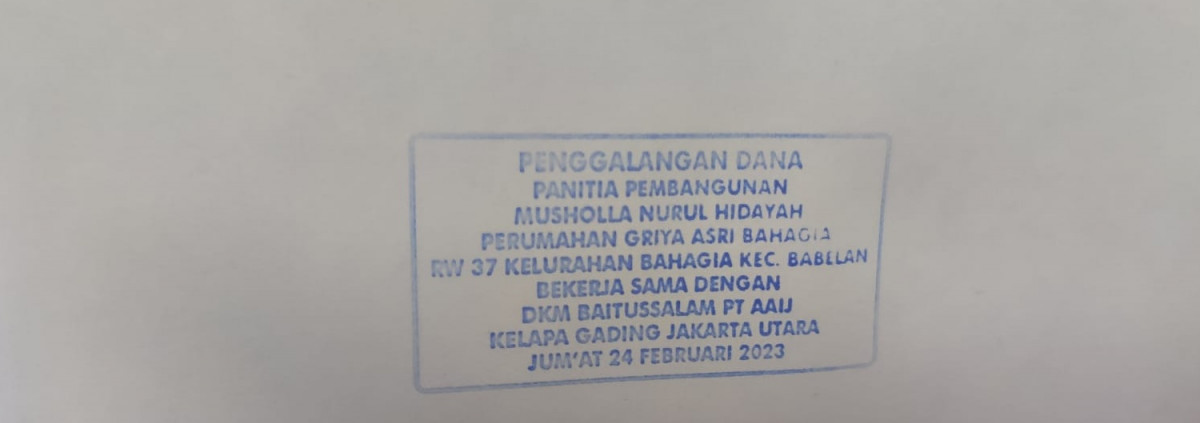 PENGGALANGAN DANA
PANITIA PEMBANGUNAN
MUSHOLLA NURUL HIDAYAH
PERUMAHAN GRIYA ASRI BAHAGIA
RW 37 KELURAHAN BAHAGIA KEC. BABELAN
BEKERJA SAMA DENGAN
DKM BAITUSSALAM PT AAIJ
KELAPA GADING JAKARTA UTARA
JUM'AT 24 FEBRUARI 2023